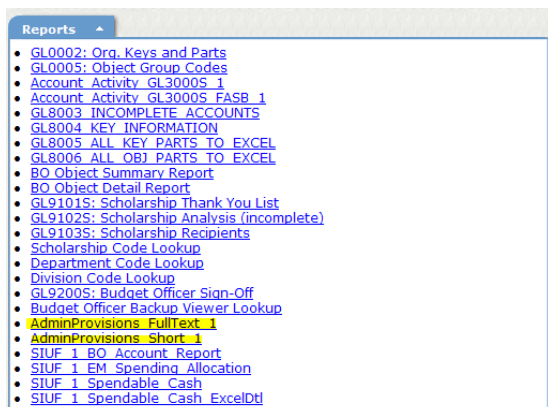 Reports
GL0002: Org. Keys and Parts
GL0005: Object Group Codes
Account_Activity_GL3000S_1
Account_Activity_GL3000S_FASB_1
GL8003_INCOMPLETE_ACCOUNTS
GL8004_KEY_INFORMATION
GL8005_ALL_KEY_PARTS_TO_EXCEL
GL8006_ALL_OBJ_PARTS_TO_EXCEL
BO Object Summary Report
BO Object Detail Report
GL9101S: Scholarship Thank You List
GL9102S: Scholarship Analysis (incomplete)
GL9103S: Scholarship Recipients
Scholarship Code Lookup
Department Code Lookup
Division Code Lookup
GL9200S: Budget Officer Sign-Off
Budget Officer Backup Viewer Lookup
AdminProvisions_FullText_1
AdminProvisions_Short_1
SIUF_1_BO_Account_Report
SIUF_1_EM_Spending_Allocation
SIUF_1_Spendable_Cash
SIUF_1_Spendable_Cash_ExcelDtl